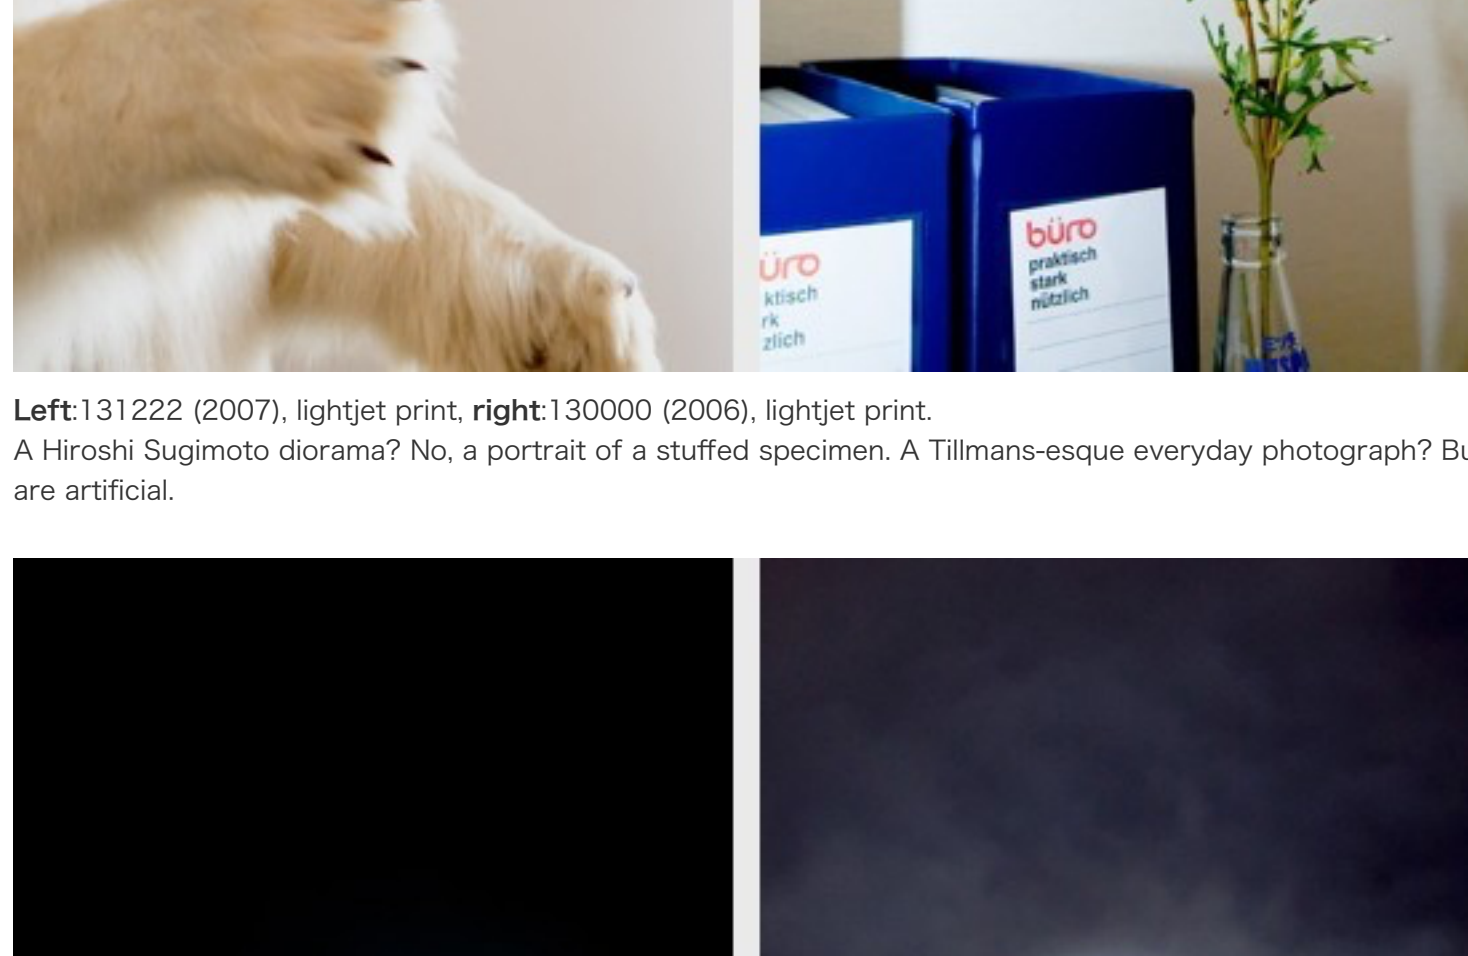 büro
praktisch
stark
nützlich
üro
ktisch
rk
zlich
Left:131222 (2007), lightjet print, right:130000 (2006), lightjet print.
A Hiroshi Sugimoto diorama? No, a portrait of a stuffed specimen. A Tillmans-esque everyday photograph? Bu
are artificial.